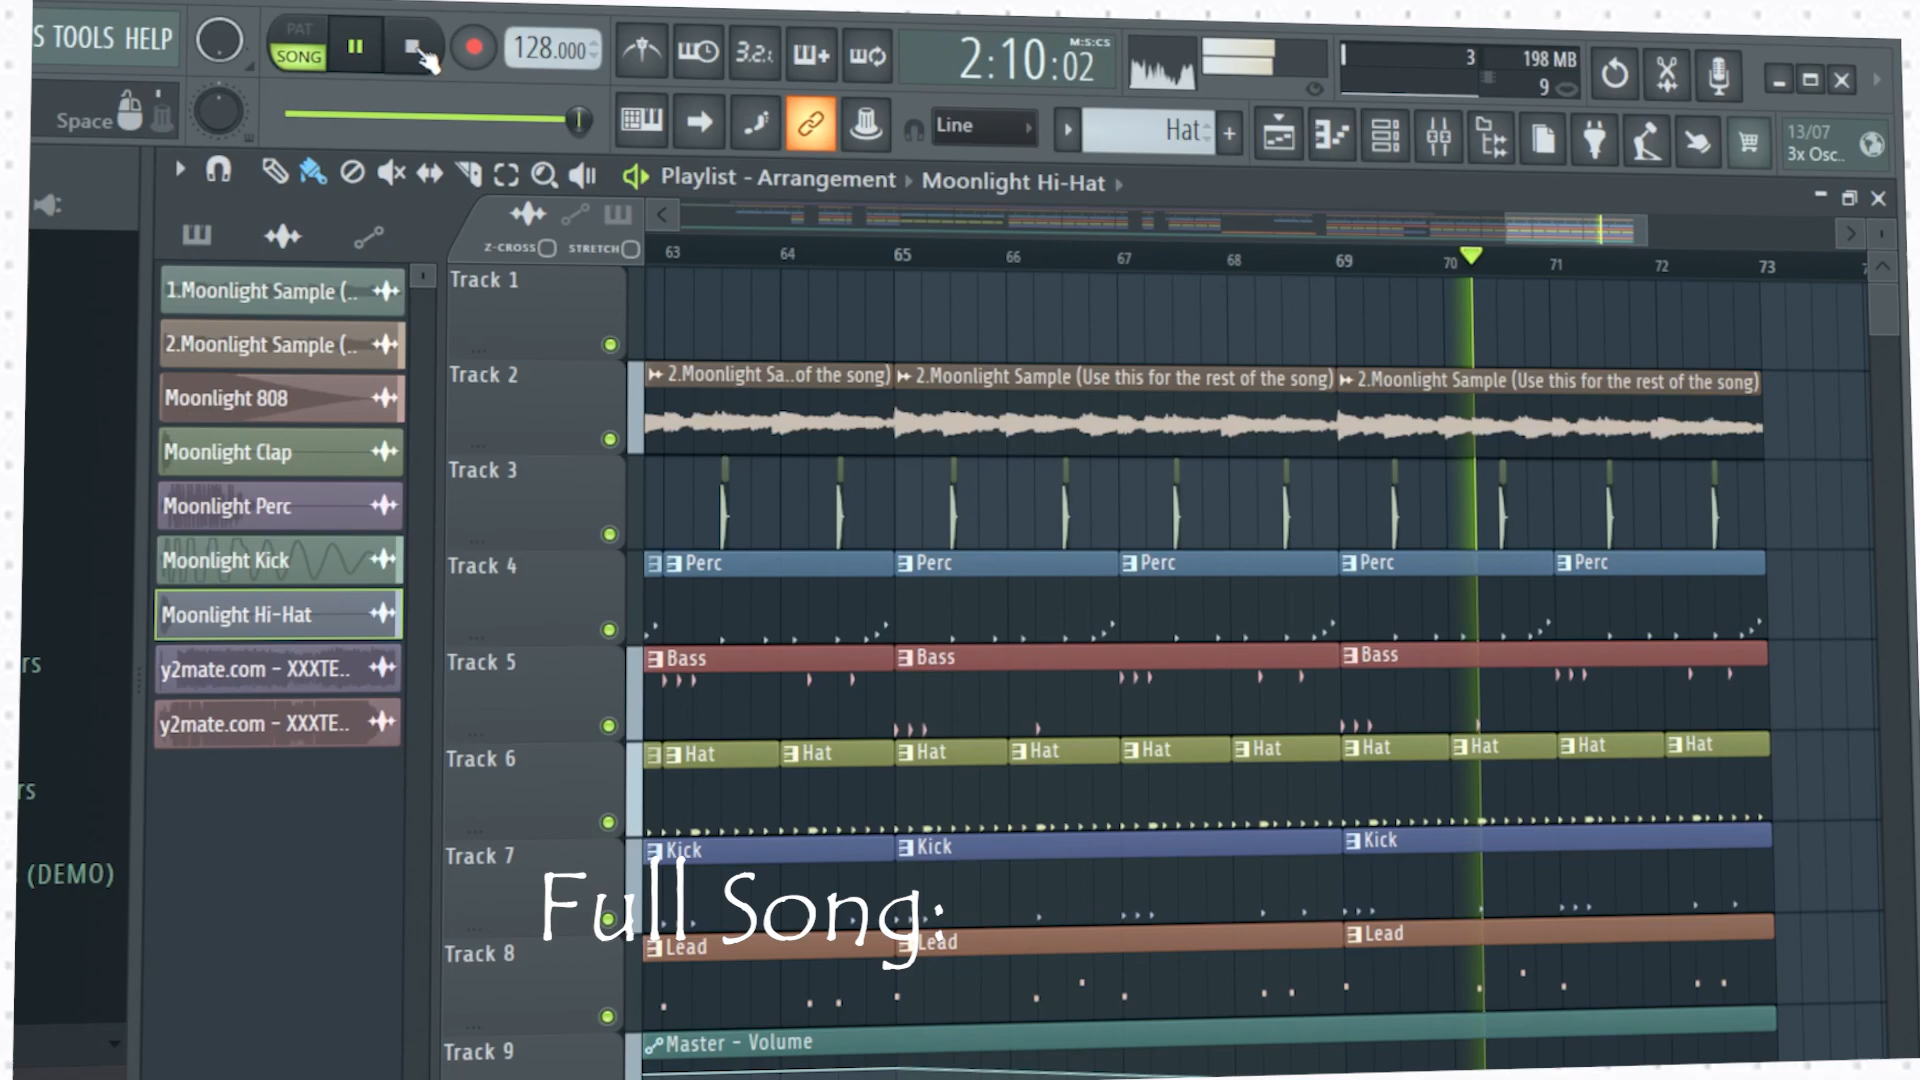 S TOOLS HELP
PAT
SONG
128.000
3.2.1
2:10:02
M:S:CS
3
198 MB
9
Space
Line
Hat
13/07
3x Osc..
Playlist - Arrangement
Moonlight Hi-Hat
Z-CROSS
STRETCH
63 64 65 66 67 68 69 70 71 72 73
1.Moonlight Sample (..
2.Moonlight Sample (..
Moonlight 808
Moonlight Clap
Moonlight Perc
Moonlight Kick
Moonlight Hi-Hat
y2mate.com - XXXTE..
y2mate.com - XXXTE..
rs
rs
(DEMO)
Track 1
Track 2
2.Moonlight Sa..of the song)
2.Moonlight Sample (Use this for the rest of the song)
2.Moonlight Sample (Use this for the rest of the song)
Track 3
Track 4
Perc Perc Perc Perc Perc
Track 5
Bass Bass Bass
Track 6
Hat Hat Hat Hat Hat Hat Hat Hat Hat Hat
Track 7
Kick Kick Kick
Full Song:
Track 8
Lead Lead Lead
Track 9
Master - Volume